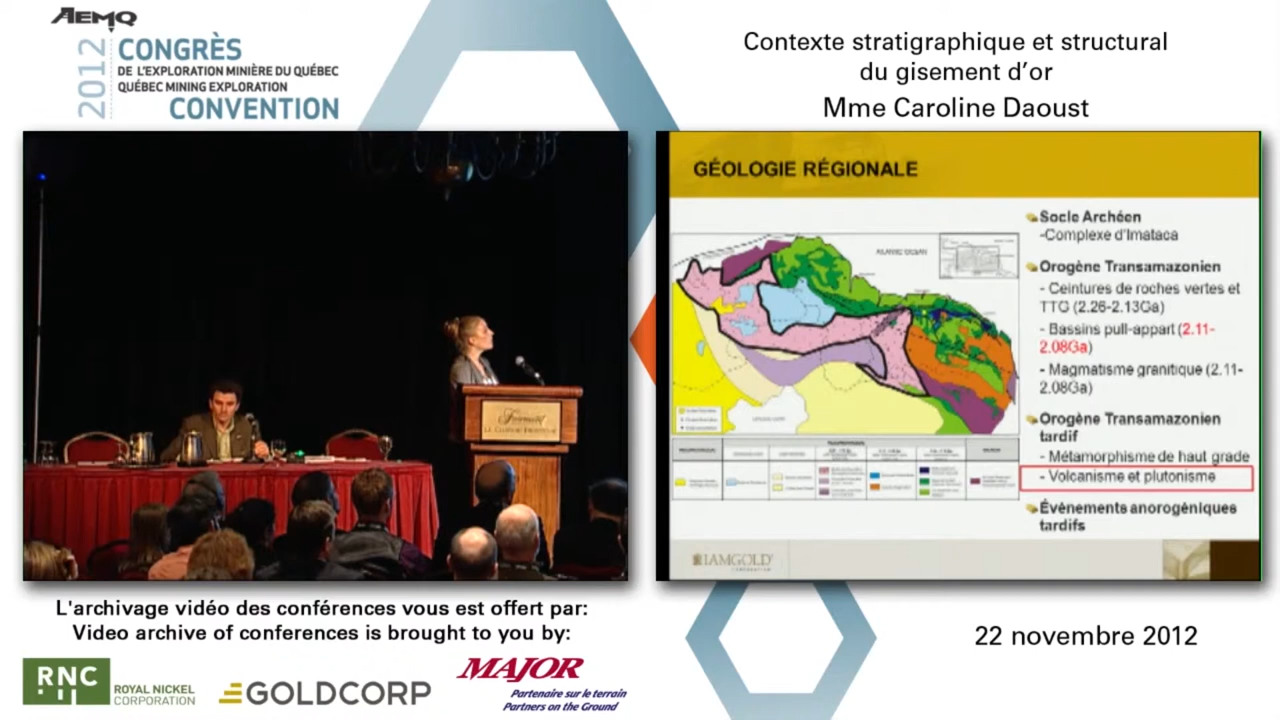 AEMQ
2012
CONGRÈS
DE L'EXPLORATION MINIÈRE DU QUÉBEC
QUÉBEC MINING EXPLORATION
CONVENTION
Contexte stratigraphique et structural
du gisement d'or
Mme Caroline Daoust
Fairmont
GÉOLOGIE RÉGIONALE
ATLANTIC OCEAN
Socle Archéen
-Complexe d'Imataca
Orogène Transamazonien
- Ceintures de roches vertes et
TTG (2.26-2.13Ga)
- Bassins pull-appart (2.11-
2.08Ga)
- Magmatisme granitique (2.11-
2.08Ga)
Orogène Transamazonien
tardif
- Métamorphisme de haut grade
- Volcanisme et plutonisme
Évènements anorogéniques
tardifs
IAMGOLD
CORPORATION
L'archivage vidéo des conférences vous est offert par:
Video archive of conferences is brought to you by:
RNC
ROYAL NICKEL
CORPORATION
GOLDCORP
MAJOR
Partenaire sur le terrain
Partners on the Ground
22 novembre 2012